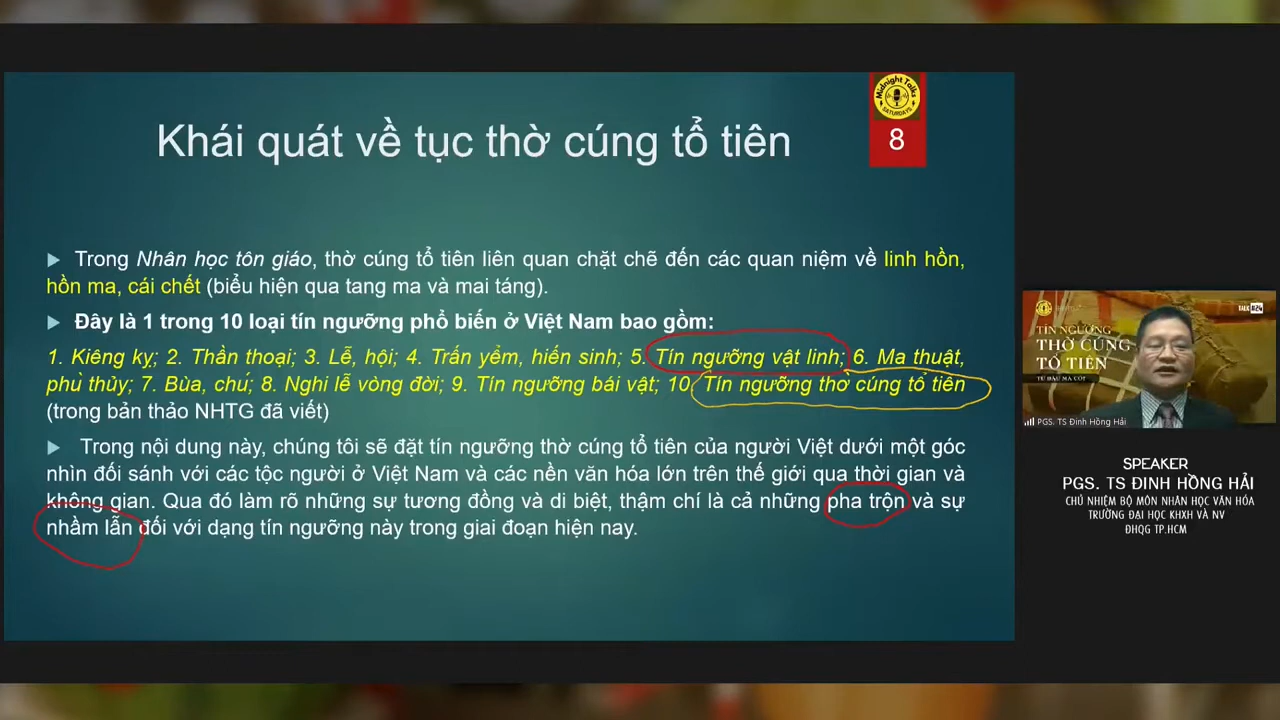 Midnight Talks
SATURDAYS
8
Khái quát về tục thờ cúng tổ tiên
Trong Nhân học tôn giáo, thờ cúng tổ tiên liên quan chặt chẽ đến các quan niệm về linh hồn,
hồn ma, cái chết (biểu hiện qua tang ma và mai táng).
Đây là 1 trong 10 loại tín ngưỡng phổ biến ở Việt Nam bao gồm:
1. Kiêng kỵ; 2. Thần thoại; 3. Lễ, hội; 4. Trấn yểm, hiến sinh; 5. Tín ngưỡng vật linh; 6. Ma thuật,
phù thủy; 7. Bùa, chú; 8. Nghi lễ vòng đời; 9. Tín ngưỡng bái vật; 10. Tín ngưỡng thờ cúng tổ tiên
(trong bản thảo NHTG đã viết)
Trong nội dung này, chúng tôi sẽ đặt tín ngưỡng thờ cúng tổ tiên của người Việt dưới một góc
nhìn đối sánh với các tộc người ở Việt Nam và các nền văn hóa lớn trên thế giới qua thời gian và
không gian. Qua đó làm rõ những sự tương đồng và dị biệt, thậm chí là cả những pha trộn và sự
nhầm lẫn đối với dạng tín ngưỡng này trong giai đoạn hiện nay.
TÍN NGƯỠNG
THỜ CÚNG
TỔ TIÊN
TỪ ĐÂU MÀ CÓ?
PGS. TS Đinh Hồng Hải
SPEAKER
PGS. TS ĐINH HỒNG HẢI
CHỦ NHIỆM BỘ MÔN NHÂN HỌC VĂN HÓA
TRƯỜNG ĐẠI HỌC KHXH VÀ NV
ĐHQG TP.HCM